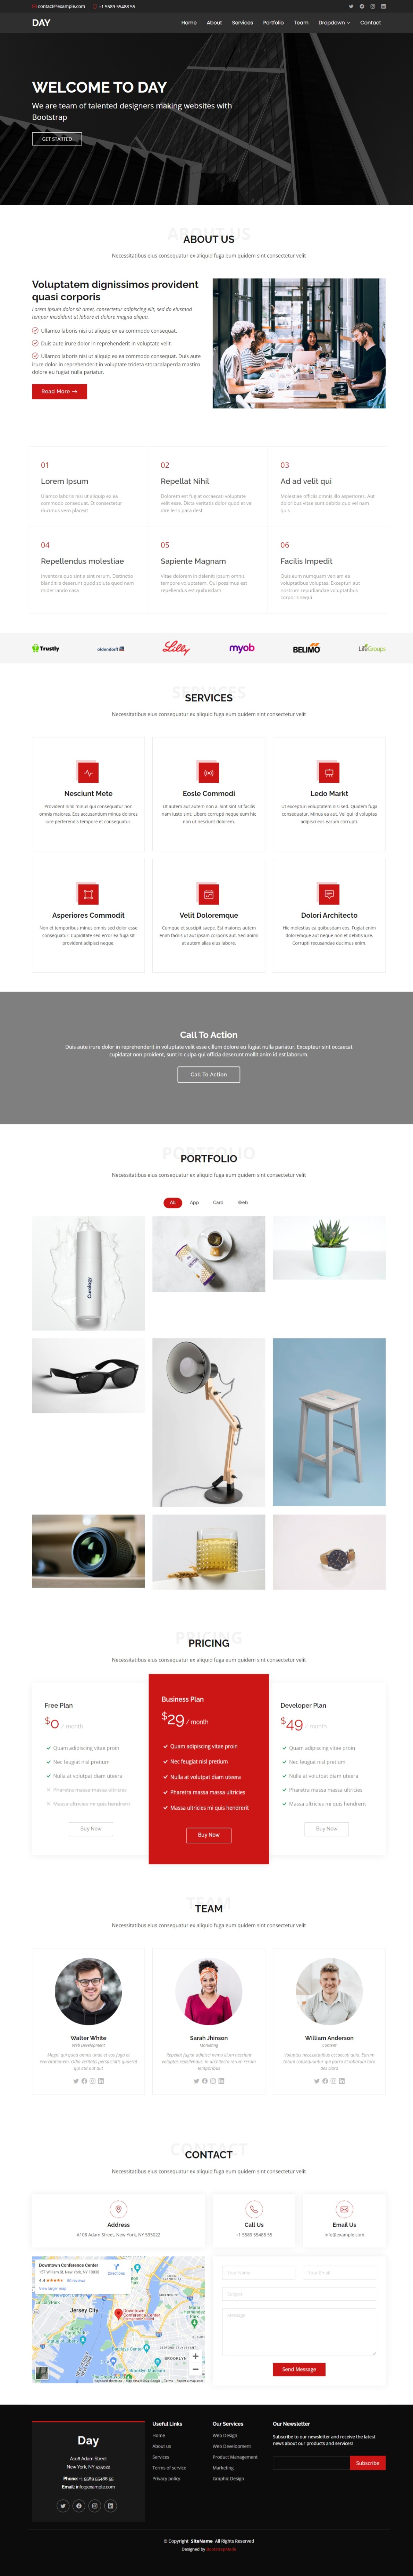 contact@example.com +1 5589 55488 55
DAY
Home About Services Portfolio Team Dropdown Contact
WELCOME TO DAY
We are team of talented designers making websites with
Bootstrap
GET STARTED
ABOUT US
ABOUT US
Necessitatibus eius consequatur ex aliquid fuga eum quidem sint consectetur velit
Voluptatem dignissimos provident
quasi corporis
Lorem ipsum dolor sit amet, consectetur adipiscing elit, sed do eiusmod
tempor incididunt ut labore et dolore magna aliqua.
Ullamco laboris nisi ut aliquip ex ea commodo consequat.
Duis aute irure dolor in reprehenderit in voluptate velit.
Ullamco laboris nisi ut aliquip ex ea commodo consequat. Duis aute
irure dolor in reprehenderit in voluptate trideta storacalaperda mastiro
dolore eu fugiat nulla pariatur.
Read More
01
Lorem Ipsum
Ulamco laboris nisi ut aliquip ex ea
commodo consequat. Et consectetur
ducimus vero placeat
02
Repellat Nihil
Dolorem est fugiat occaecati voluptate
velit esse. Dicta veritatis dolor quod et vel
dire leno para dest
03
Ad ad velit qui
Molestiae officiis omnis illo asperiores. Aut
doloribus vitae sunt debitis quo vel nam
quis
04
Repellendus molestiae
Inventore quo sint a sint rerum. Distinctio
blanditiis deserunt quod soluta quod nam
mider lando casa
05
Sapiente Magnam
Vitae dolorem in deleniti ipsum omnis
tempore voluptatem. Qui possimus est
repellendus est quibusdam
06
Facilis Impedit
Quis eum numquam veniam ea
voluptatibus voluptas. Excepturi aut
nostrum repudiandae voluptatibus
corporis sequi
Trustly
oldendorff
Lilly
myob
BELIMO
LifeGroups
SERVICES
SERVICES
Necessitatibus eius consequatur ex aliquid fuga eum quidem sint consectetur velit
Nesciunt Mete
Provident nihil minus qui consequatur non
omnis maiores. Eos accusantium minus dolores
iure perferendis tempore et consequatur.
Eosle Commodi
Ut autem aut autem non a. Sint sint sit facilis
nam iusto sint. Libero corrupti neque eum hic
non ut nesciunt dolorem.
Ledo Markt
Ut excepturi voluptatem nisi sed. Quidem fuga
consequatur. Minus ea aut. Vel qui id voluptas
adipisci eos earum corrupti.
Asperiores Commodit
Non et temporibus minus omnis sed dolor esse
consequatur. Cupiditate sed error ea fuga sit
provident adipisci neque.
Velit Doloremque
Cumque et suscipit saepe. Est maiores autem
enim facilis ut aut ipsam corporis aut. Sed animi
at autem alias eius labore.
Dolori Architecto
Hic molestias ea quibusdam eos. Fugiat enim
doloremque aut neque non et debitis iure.
Corrupti recusandae ducimus enim.
Call To Action
Duis aute irure dolor in reprehenderit in voluptate velit esse cillum dolore eu fugiat nulla pariatur. Excepteur sint occaecat
cupidatat non proident, sunt in culpa qui officia deserunt mollit anim id est laborum.
Call To Action
PORTFOLIO
PORTFOLIO
Necessitatibus eius consequatur ex aliquid fuga eum quidem sint consectetur velit
All App Card Web
Curology
PRICING
PRICING
Necessitatibus eius consequatur ex aliquid fuga eum quidem sint consectetur velit
Free Plan
$0 / month
Quam adipiscing vitae proin
Nec feugiat nisl pretium
Nulla at volutpat diam uteera
Pharetra massa massa ultricies
Massa ultricies mi quis hendrerit
Buy Now
Business Plan
$29 / month
Quam adipiscing vitae proin
Nec feugiat nisl pretium
Nulla at volutpat diam uteera
Pharetra massa massa ultricies
Massa ultricies mi quis hendrerit
Buy Now
Developer Plan
$49 / month
Quam adipiscing vitae proin
Nec feugiat nisl pretium
Nulla at volutpat diam uteera
Pharetra massa massa ultricies
Massa ultricies mi quis hendrerit
Buy Now
TEAM
TEAM
Necessitatibus eius consequatur ex aliquid fuga eum quidem sint consectetur velit
Walter White
Web Development
Magni qui quod omnis unde et eos fuga et
exercitationem. Odio veritatis perspiciatis quaerat
qui aut aut aut
Sarah Jhinson
Marketing
Repellat fugiat adipisci nemo illum nesciunt
voluptas repellendus. In architecto rerum rerum
temporibus
William Anderson
Content
Voluptas necessitatibus occaecati quia. Earum
totam consequuntur qui porro et laborum toro
des clara
CONTACT
CONTACT
Necessitatibus eius consequatur ex aliquid fuga eum quidem sint consectetur velit
Address
A108 Adam Street, New York, NY 535022
Call Us
+1 5589 55488 55
Email Us
info@example.com
Downtown Conference Center
157 William St, New York, NY 10038
Directions
4.4
View larger map
Jersey City
Downtown
Conference Center
BROOKLYN
Your Name
Your Email
Subject
Message
Send Message
Day
A108 Adam Street
New York, NY 535022
Phone: +1 5589 55488 55
Email: info@example.com
Useful Links
Home
About us
Services
Terms of service
Privacy policy
Our Services
Web Design
Web Development
Product Management
Marketing
Graphic Design
Our Newsletter
Subscribe to our newsletter and receive the latest
news about our products and services!
Subscribe
© Copyright SiteName All Rights Reserved
Designed by BootstrapMade